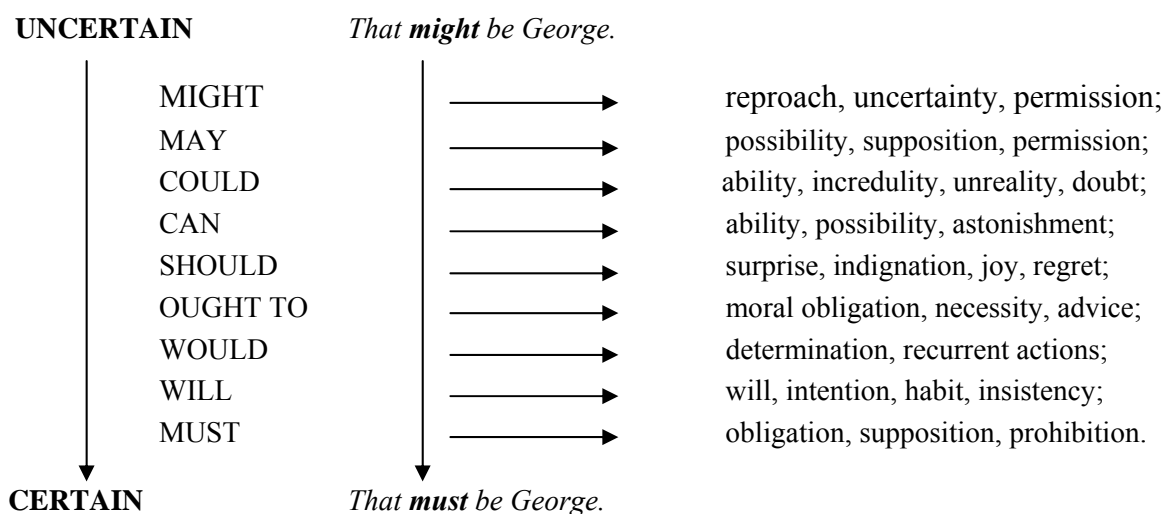 UNCERTAIN That might be George.
MIGHT reproach, uncertainty, permission;
MAY possibility, supposition, permission;
COULD ability, incredulity, unreality, doubt;
CAN ability, possibility, astonishment;
SHOULD surprise, indignation, joy, regret;
OUGHT TO moral obligation, necessity, advice;
WOULD determination, recurrent actions;
WILL will, intention, habit, insistency;
MUST obligation, supposition, prohibition.
CERTAIN That must be George.